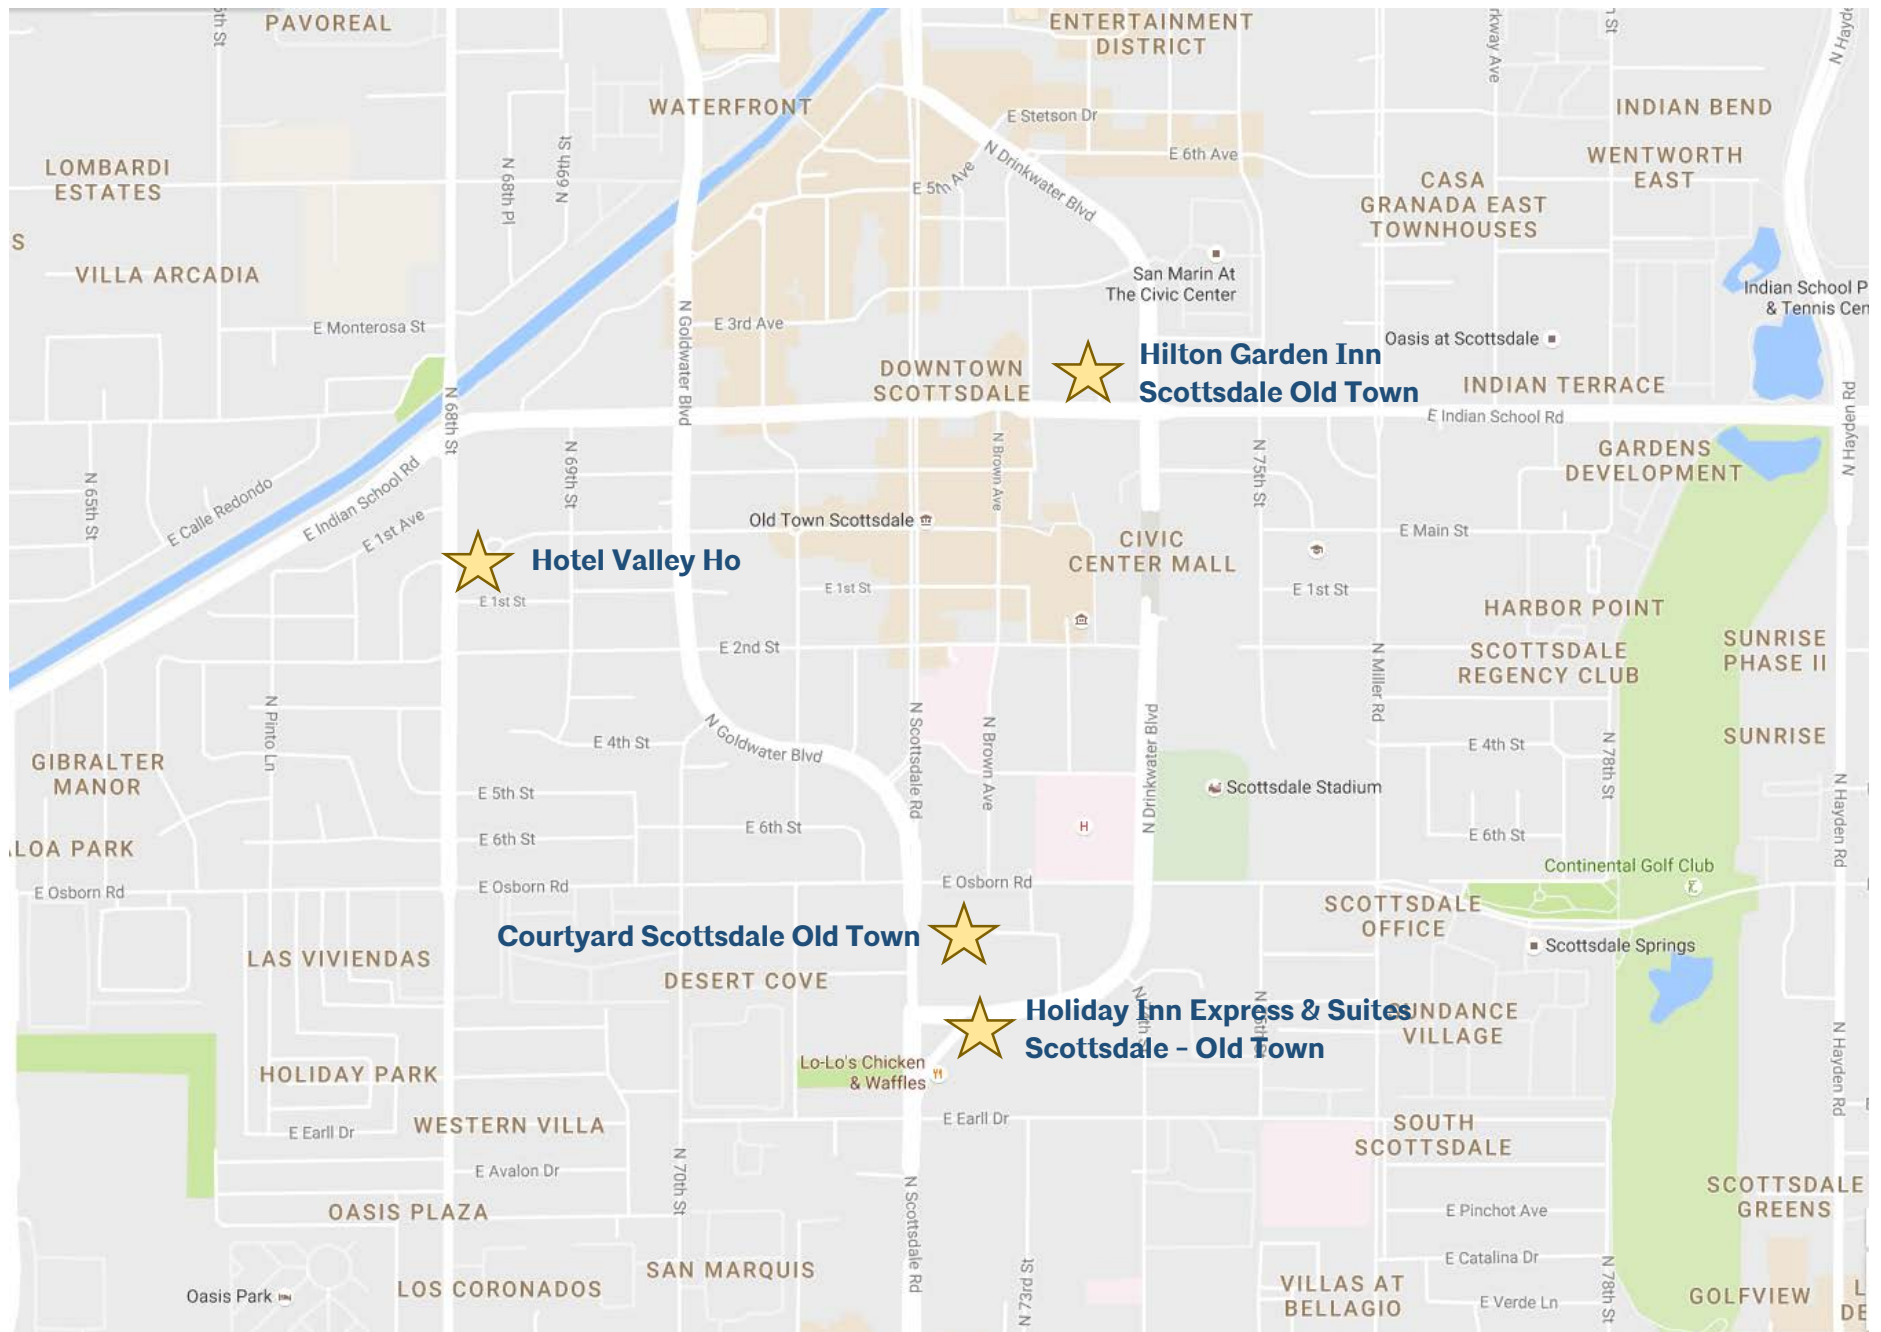 PAVOREAL
ENTERTAINMENT
DISTRICT
WATERFRONT
E Stetson Dr
INDIAN BEND
N Drinkwater Blvd
E 6th Ave
WENTWORTH
EAST
LOMBARDI
ESTATES
N 68th Pl
N 69th St
E 5th Ave
CASA
GRANADA EAST
TOWNHOUSES
S
VILLA ARCADIA
San Marin At
The Civic Center
Indian School P
& Tennis Cen
E Monterosa St
N Goldwater Blvd
E 3rd Ave
Oasis at Scottsdale
Hilton Garden Inn
Scottsdale Old Town
DOWNTOWN
SCOTTSDALE
INDIAN TERRACE
E Indian School Rd
N 68th St
N Hayden Rd
N 65th St
E Calle Redondo
E Indian School Rd
E 1st Ave
N 69th St
N Brown Ave
N 75th St
GARDENS
DEVELOPMENT
Old Town Scottsdale
E Main St
CIVIC
CENTER MALL
Hotel Valley Ho
E 1st St
E 1st St
E 1st St
HARBOR POINT
E 2nd St
SCOTTSDALE
REGENCY CLUB
SUNRISE
PHASE II
N Miller Rd
N Pinto Ln
N Goldwater Blvd
N Scottsdale Rd
N Brown Ave
N Drinkwater Blvd
E 4th St
E 4th St
N 78th St
SUNRISE
GIBRALTER
MANOR
E 5th St
Scottsdale Stadium
N Hayden Rd
E 6th St
E 6th St
H
E 6th St
LOA PARK
Continental Golf Club
E Osborn Rd
E Osborn Rd
E Osborn Rd
SCOTTSDALE
OFFICE
Courtyard Scottsdale Old Town
Scottsdale Springs
LAS VIVIENDAS
DESERT COVE
Holiday Inn Express & Suites
Scottsdale – Old Town
UNDANCE
VILLAGE
Lo-Lo's Chicken
& Waffles
N Hayden Rd
HOLIDAY PARK
E Earll Dr
WESTERN VILLA
E Earll Dr
SOUTH
SCOTTSDALE
E Avalon Dr
N 70th St
N Scottsdale Rd
OASIS PLAZA
SCOTTSDALE
GREENS
E Pinchot Ave
SAN MARQUIS
E Catalina Dr
N 73rd St
N 78th St
Oasis Park
LOS CORONADOS
VILLAS AT
BELLAGIO
E Verde Ln
GOLFVIEW